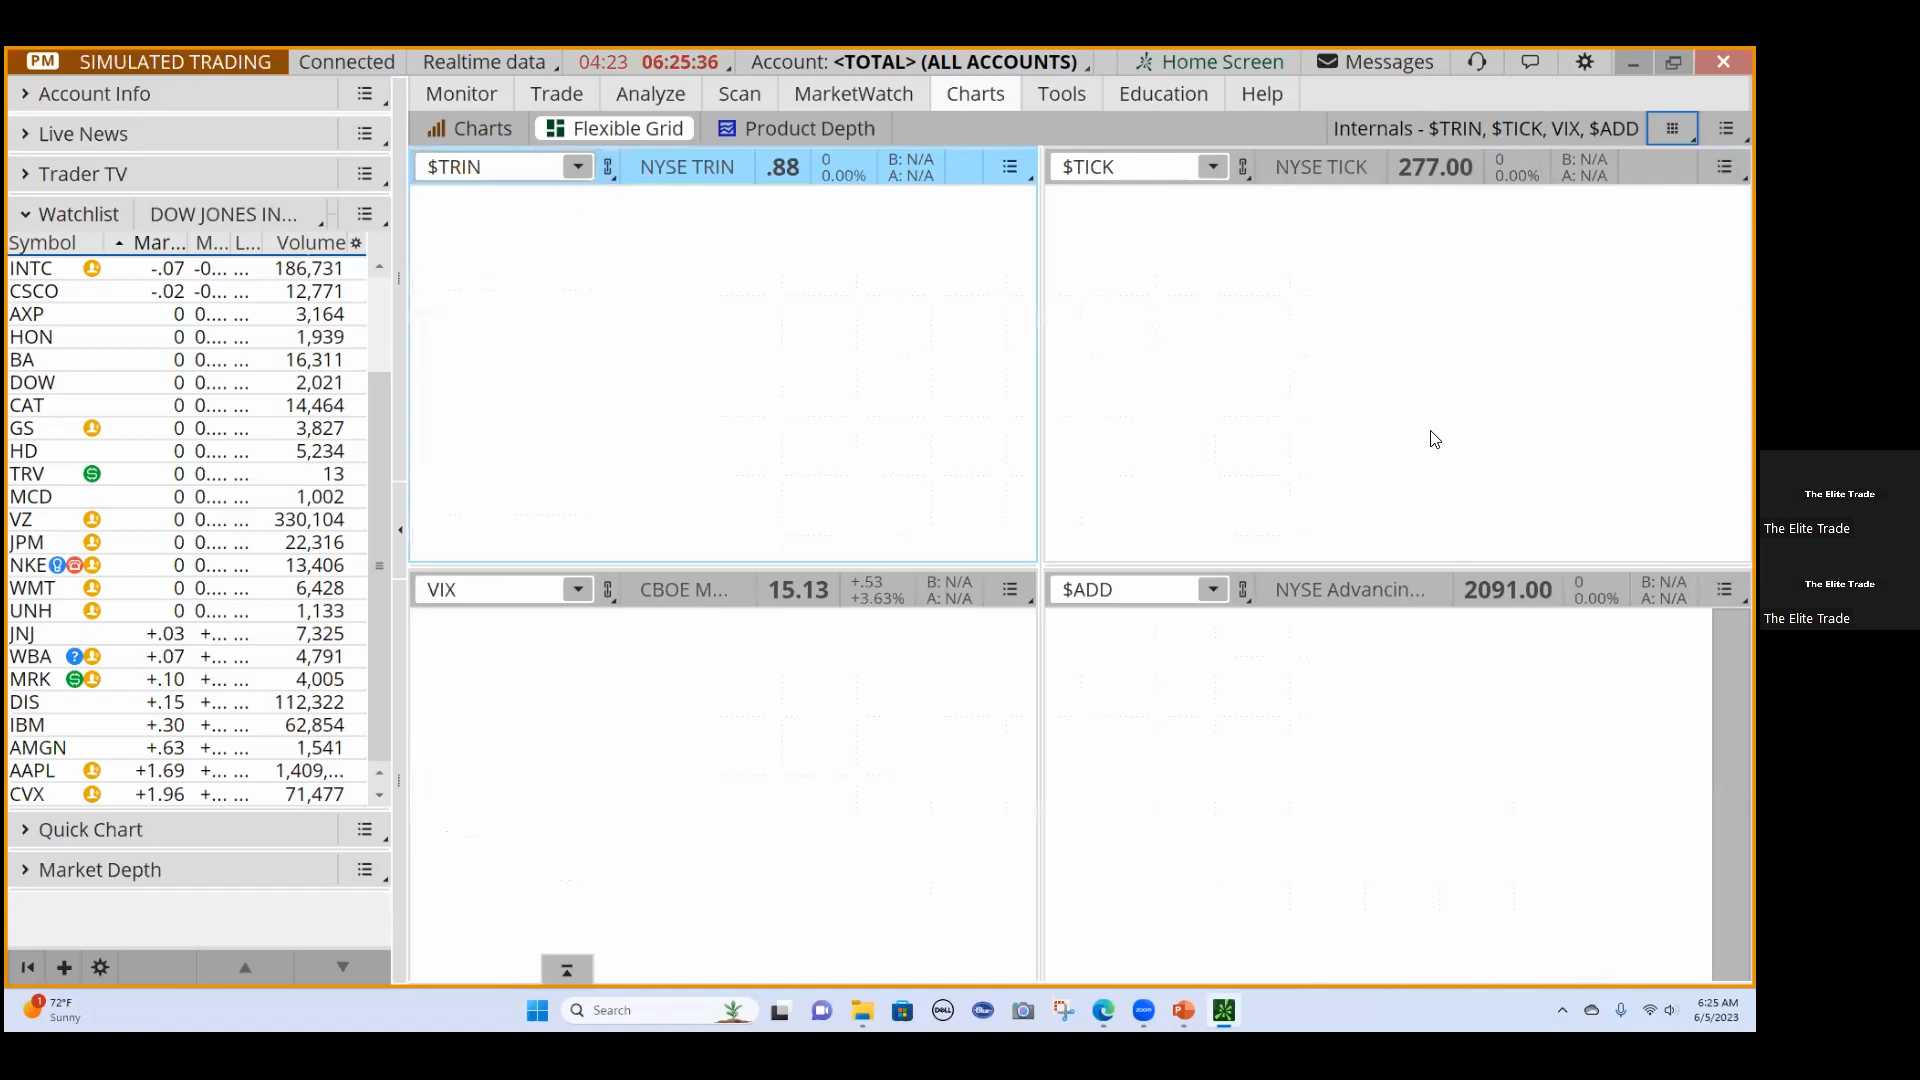 PM SIMULATED TRADING Connected Realtime data 04:23 06:25:36 Account: <TOTAL> (ALL ACCOUNTS) Home Screen Messages
Account Info
Live News
Trader TV
Watchlist DOW JONES IN...
Symbol Mar... M... L... Volume
INTC -.07 -0... ... 186,731
CSCO -.02 -0... ... 12,771
AXP 0 0.... ... 3,164
HON 0 0.... ... 1,939
BA 0 0.... ... 16,311
DOW 0 0.... ... 2,021
CAT 0 0.... ... 14,464
GS 0 0.... ... 3,827
HD 0 0.... ... 5,234
TRV 0 0.... ... 13
MCD 0 0.... ... 1,002
VZ 0 0.... ... 330,104
JPM 0 0.... ... 22,316
NKE 0 0.... ... 13,406
WMT 0 0.... ... 6,428
UNH 0 0.... ... 1,133
JNJ +.03 +... ... 7,325
WBA ? +.07 +... ... 4,791
MRK +.10 +... ... 4,005
DIS +.15 +... ... 112,322
IBM +.30 +... ... 62,854
AMGN +.63 +... ... 1,541
AAPL +1.69 +... ... 1,409,...
CVX +1.96 +... ... 71,477
Quick Chart
Market Depth
Monitor Trade Analyze Scan MarketWatch Charts Tools Education Help
Charts Flexible Grid Product Depth Internals - $TRIN, $TICK, VIX, $ADD
$TRIN NYSE TRIN .88 0 B: N/A
0.00% A: N/A
$TICK NYSE TICK 277.00 0 B: N/A
0.00% A: N/A
VIX CBOE M... 15.13 +.53 B: N/A
+3.63% A: N/A
$ADD NYSE Advancin... 2091.00 0 B: N/A
0.00% A: N/A
The Elite Trade
The Elite Trade
The Elite Trade
The Elite Trade
1 72°F
Sunny
Search
DELL
zoom
6:25 AM
6/5/2023